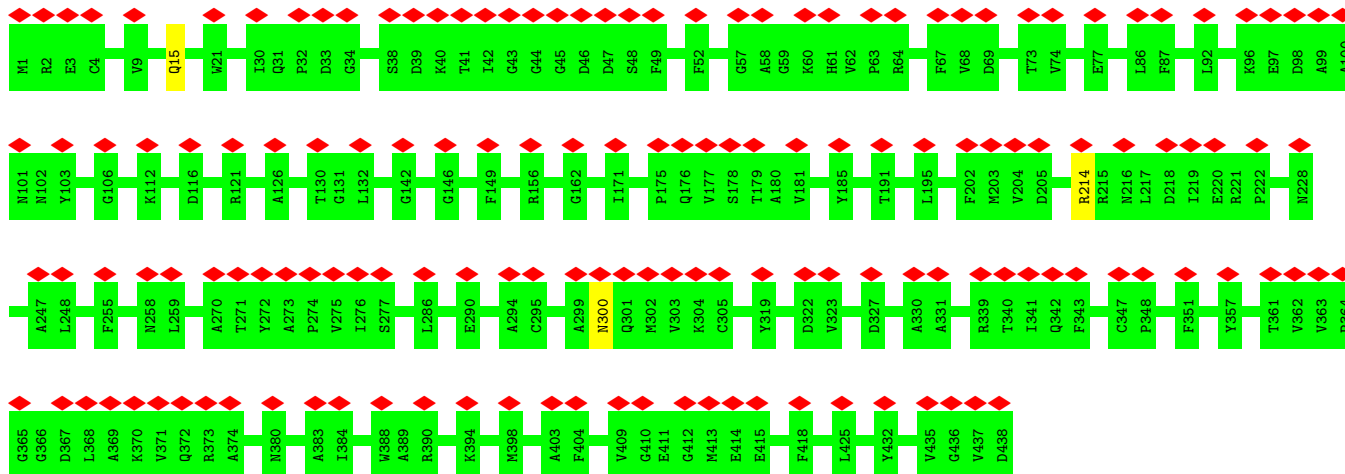 M1 R2 E3 C4 V9 Q15 W21 I30 Q31 P32 D33 G34 S38 D39 K40 T41 I42 G43 G44 G45 D46 D47 S48 F49 F52 G57 A58 G59 K60 H61 V62 P63 R64 F67 V68 D69 T73 V74 E77 L86 F87 L92 K96 E97 D98 A99 A100
N101 N102 Y103 G106 K112 D116 R121 A126 T130 G131 L132 G142 G146 F149 R156 G162 I171 P175 Q176 V177 S178 T179 A180 V181 Y185 T191 L195 F202 M203 V204 D205 R214 R215 N216 L217 D218 I219 E220 R221 P222 N228
A247 L248 F255 N258 L259 A270 T271 Y272 A273 P274 V275 I276 S277 L286 E290 A294 C295 A299 N300 Q301 M302 V303 K304 C305 Y319 D322 V323 D327 A330 A331 R339 T340 I341 Q342 F343 C347 P348 F351 Y357 T361 V362 V363 P364
G365 G366 D367 L368 A369 K370 V371 Q372 R373 A374 N380 A383 I384 W388 A389 R390 K394 M398 A403 F404 V409 G410 E411 G412 M413 E414 E415 F418 L425 Y432 V435 G436 V437 D438